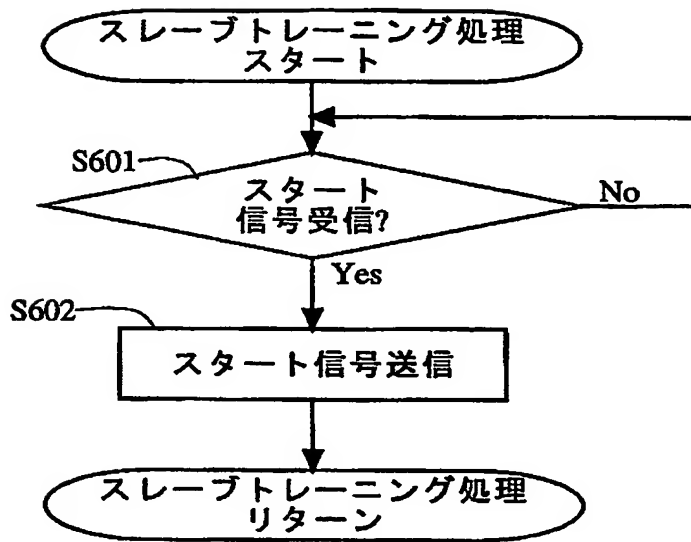 スレーブトレーニング処理
スタート
S601
スタート
信号受信?
No
Yes
S602
スタート信号送信
スレーブトレーニング処理
リターン